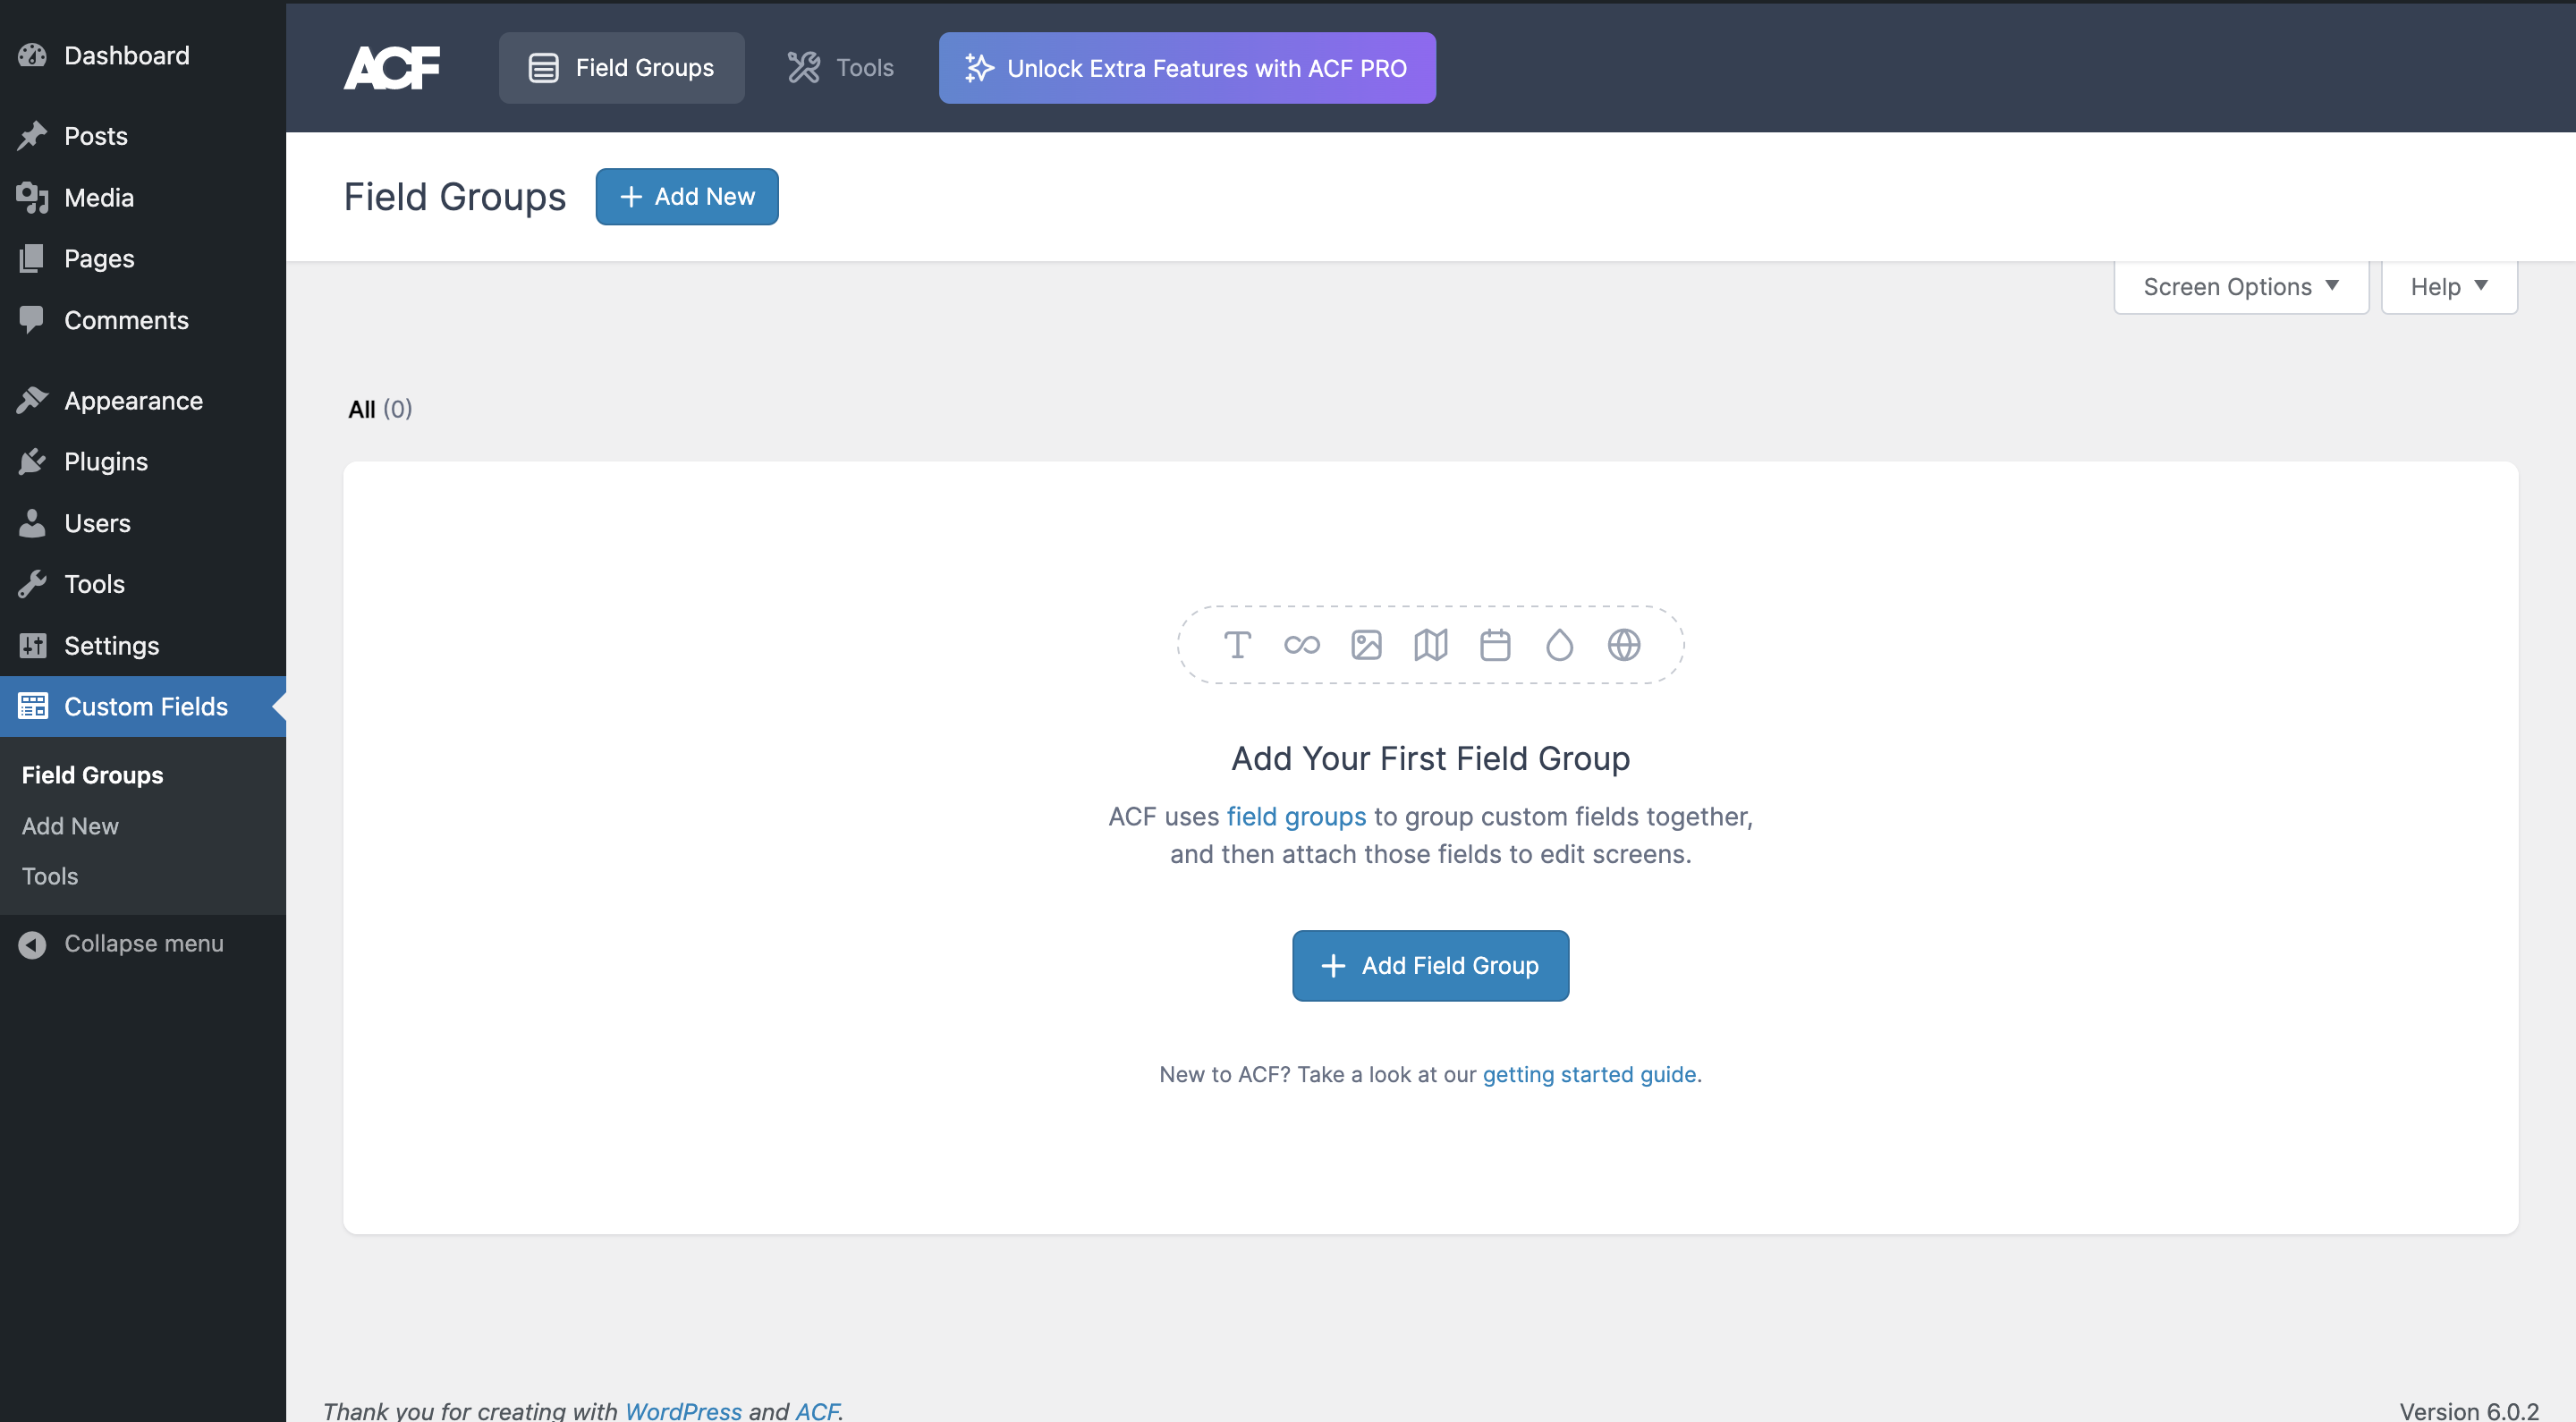 Dashboard
Posts
Media
Pages
Comments
Appearance
Plugins
Users
Tools
Settings
Custom Fields
Field Groups
Add New
Tools
Collapse menu
ACF
Field Groups
Tools
Unlock Extra Features with ACF PRO
Field Groups
Add New
Screen Options
Help
All (0)
Add Your First Field Group
ACF uses field groups to group custom fields together,
and then attach those fields to edit screens.
Add Field Group
New to ACF? Take a look at our getting started guide.
Thank you for creating with WordPress and ACF.
Version 6.0.2